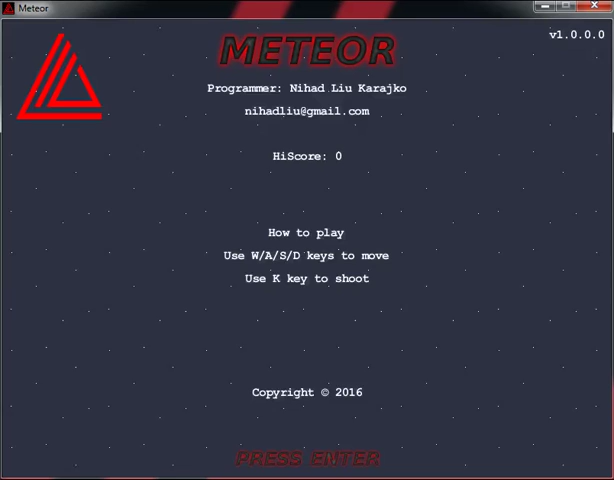 Meteor
v1.0.0.0
METEOR
Programmer: Nihad Liu Karajko
nihadliu@gmail.com
HiScore: 0
How to play
Use W/A/S/D keys to move
Use K key to shoot
Copyright © 2016
PRESS ENTER